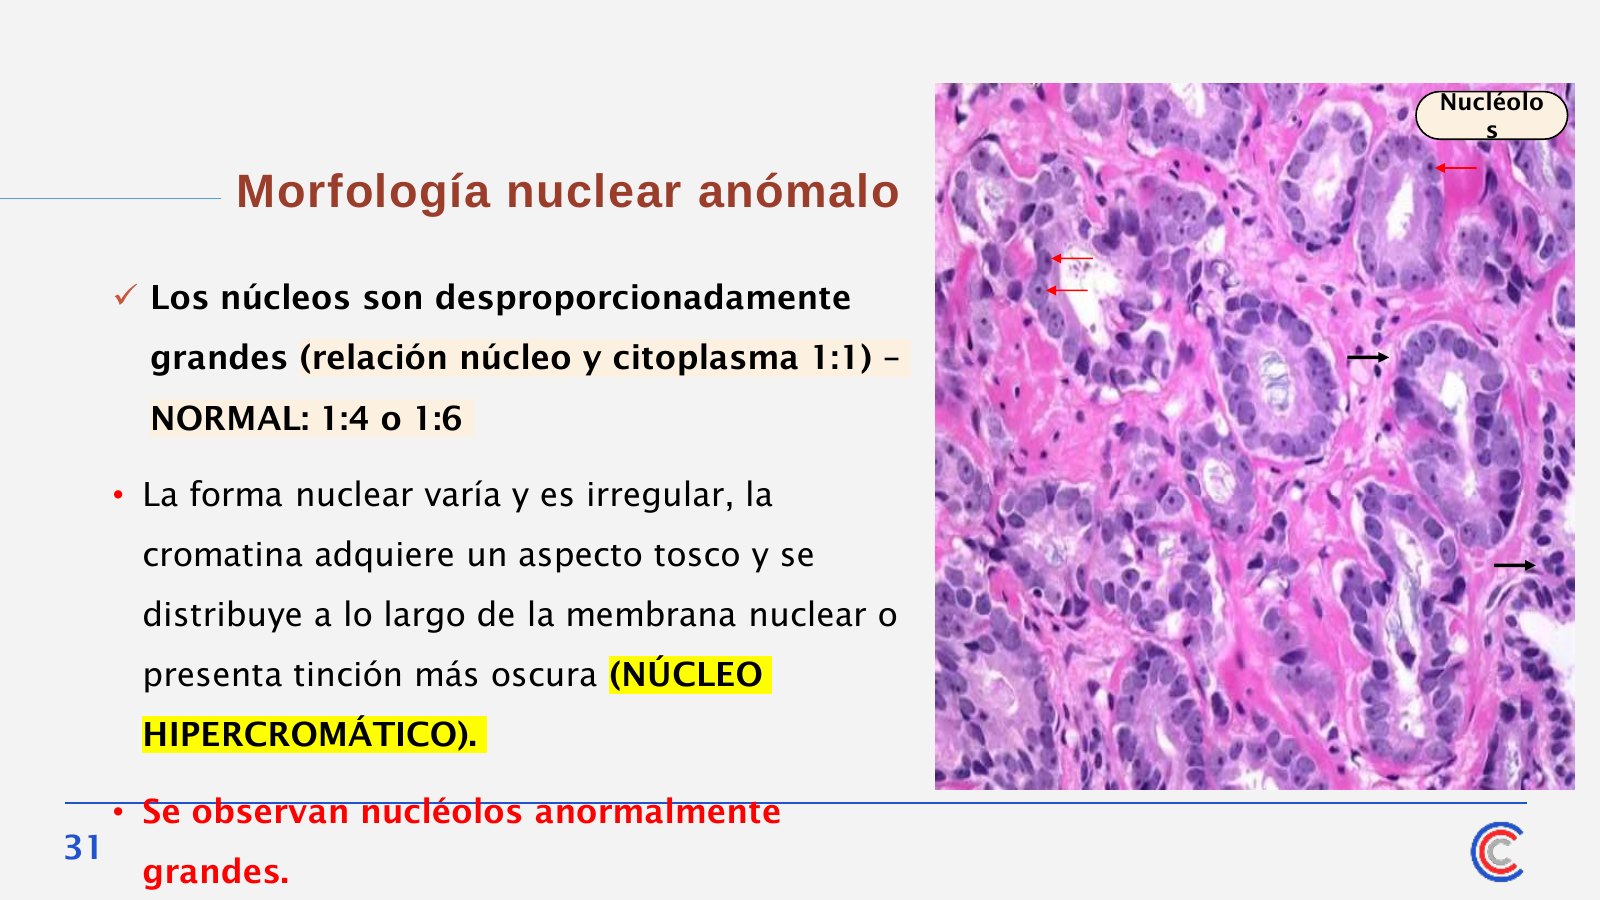 Nucléolo
s
Morfología nuclear anómalo
✓ Los núcleos son desproporcionadamente
grandes (relación núcleo y citoplasma 1:1) –
NORMAL: 1:4 o 1:6
• La forma nuclear varía y es irregular, la
cromatina adquiere un aspecto tosco y se
distribuye a lo largo de la membrana nuclear o
presenta tinción más oscura (NÚCLEO
HIPERCROMÁTICO).
• Se observan nucléolos anormalmente
grandes.
31